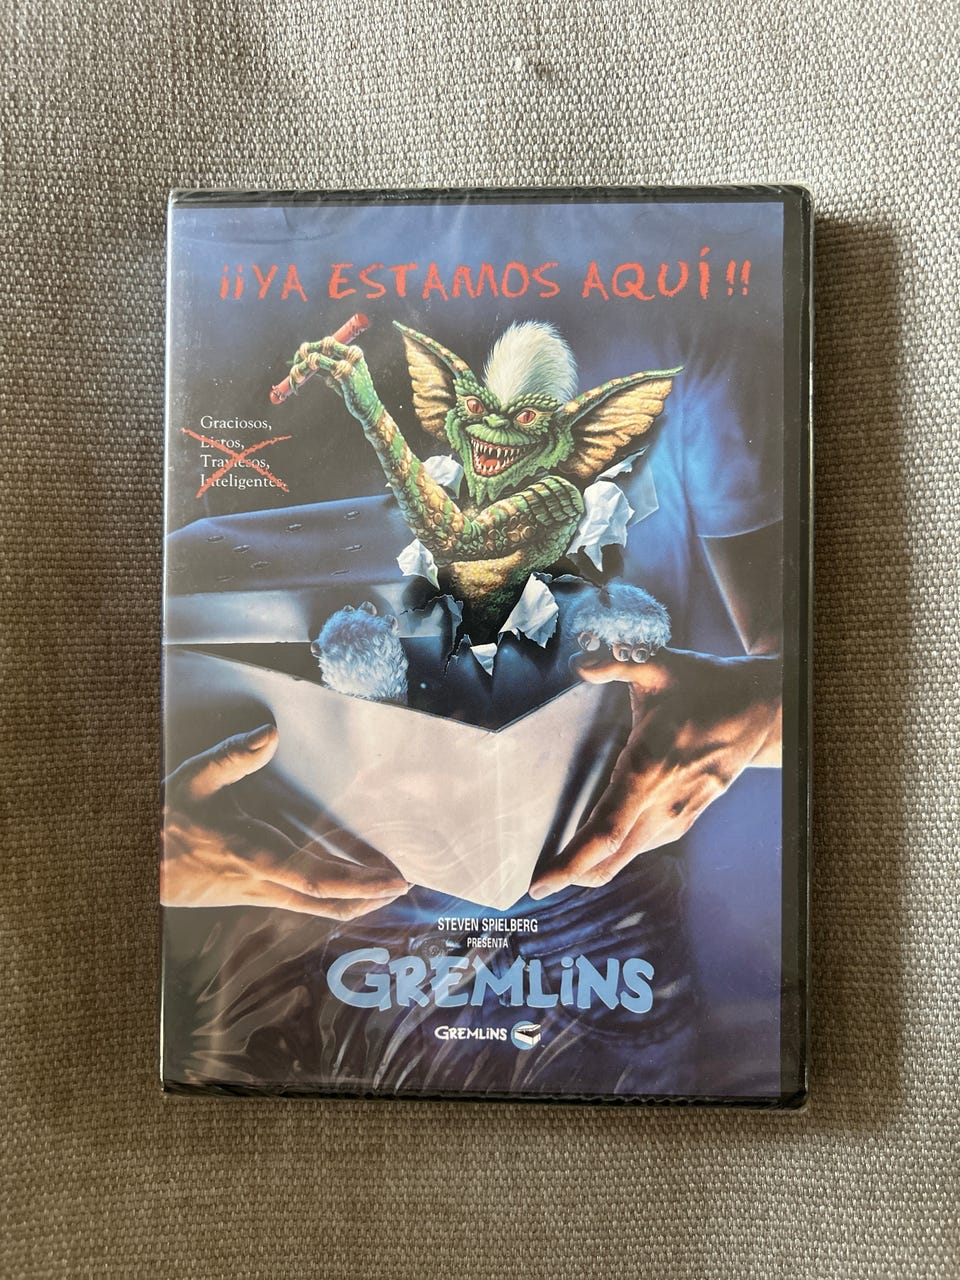 ¡¡YA ESTAMOS AQUÍ!!
Graciosos,
Listos,
Traviesos,
Inteligentes.
STEVEN SPIELBERG
PRESENTA
GREMLiNS
GREMLiNS